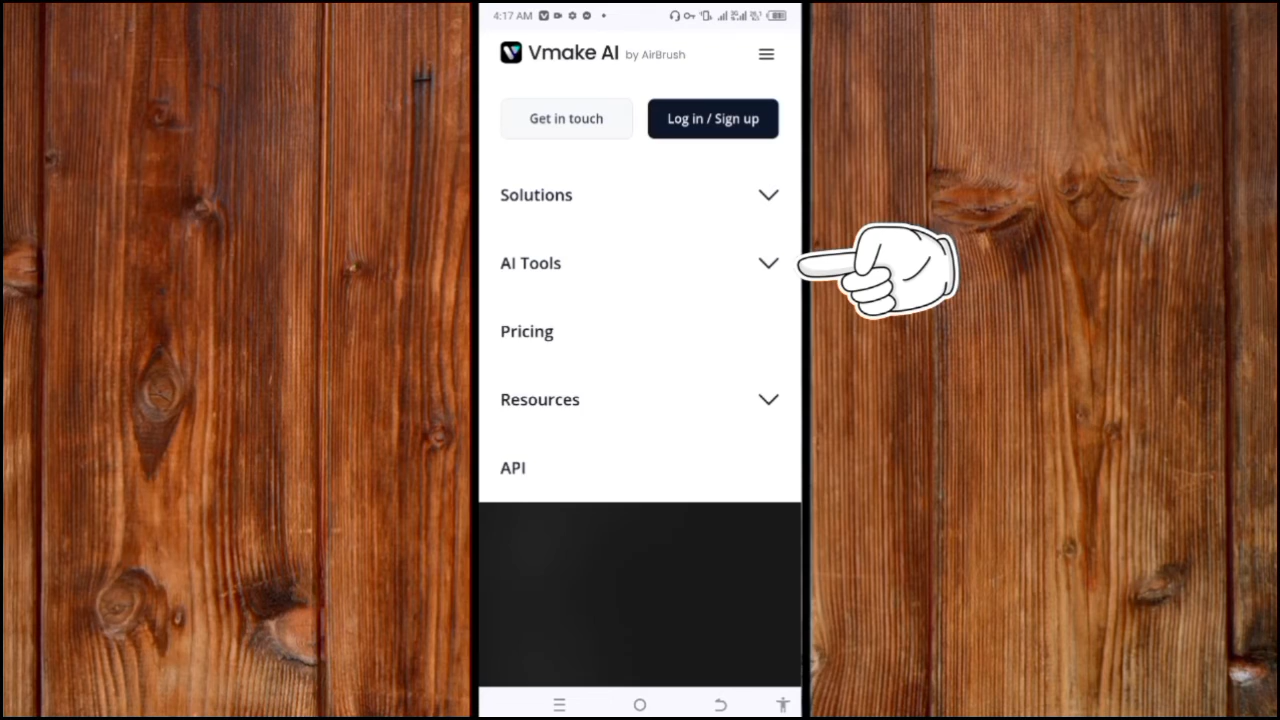 4:17 AM
Vmake AI by AirBrush
Get in touch
Log in / Sign up
Solutions
AI Tools
Pricing
Resources
API